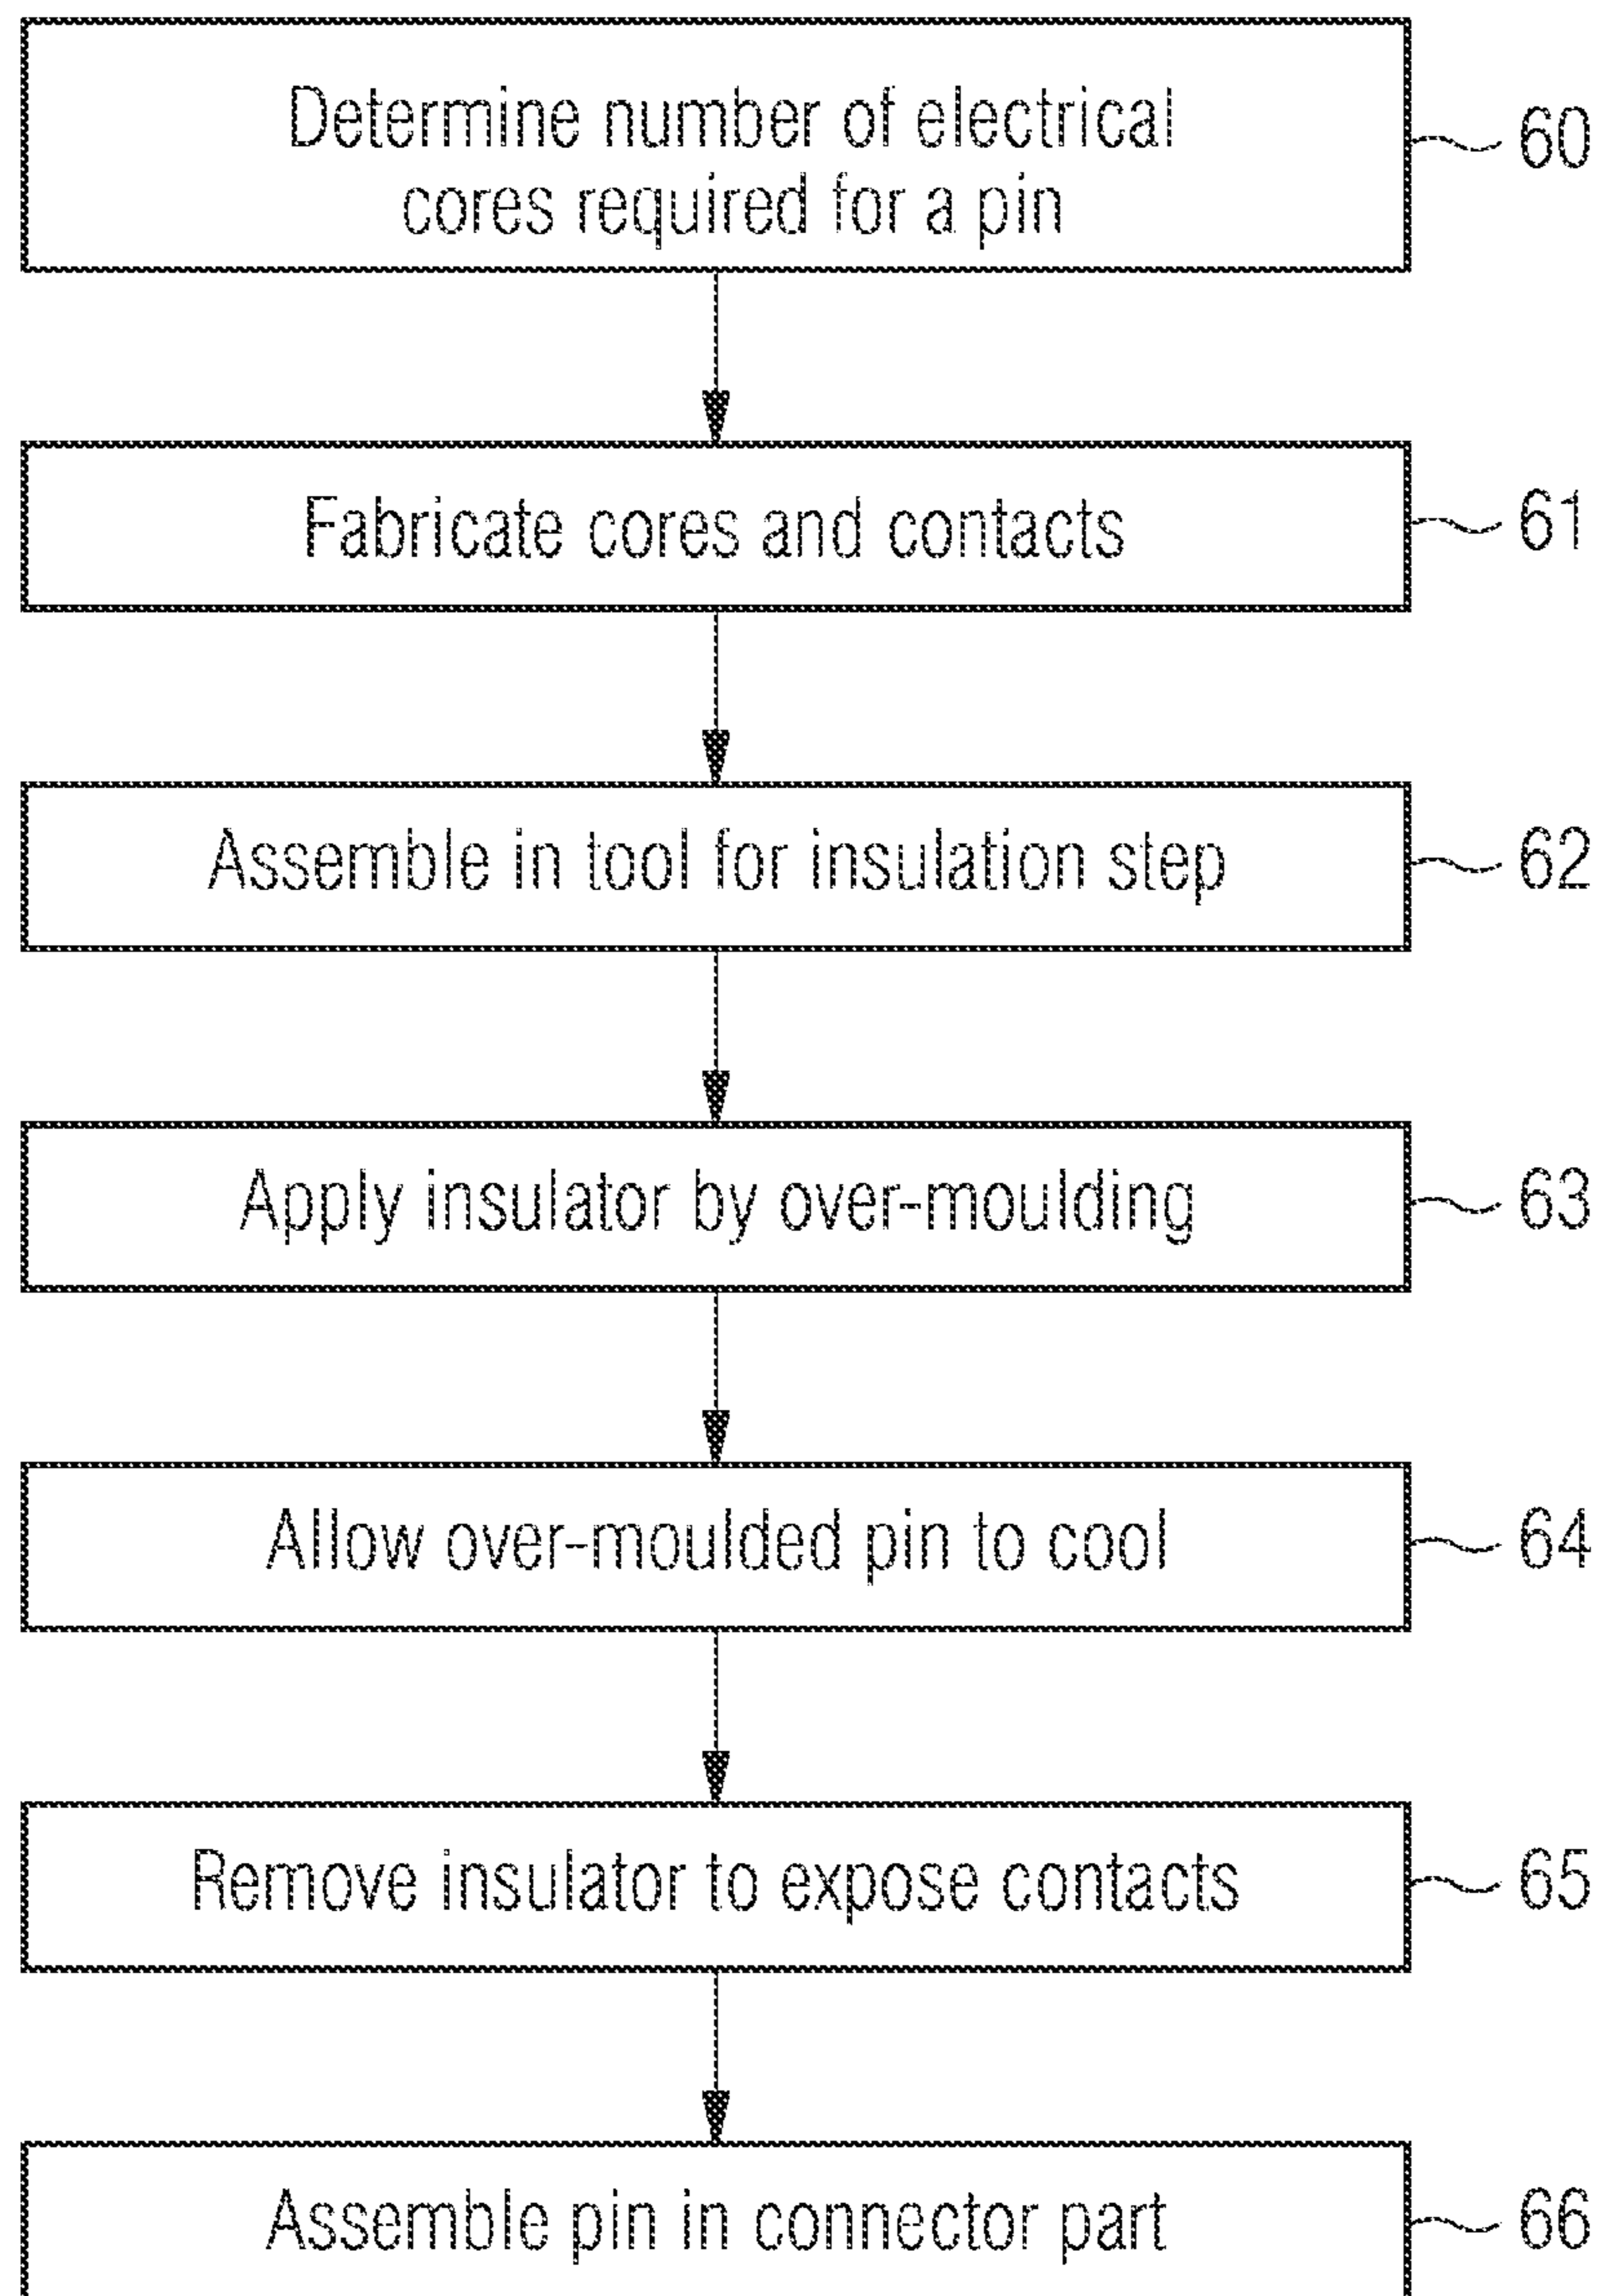 Determine number of electrical
cores required for a pin
60
Fabricate cores and contacts
61
Assemble in tool for insulation step
62
Apply insulator by over-moulding
63
Allow over-moulded pin to cool
64
Remove insulator to expose contacts
65
Assemble pin in connector part
66